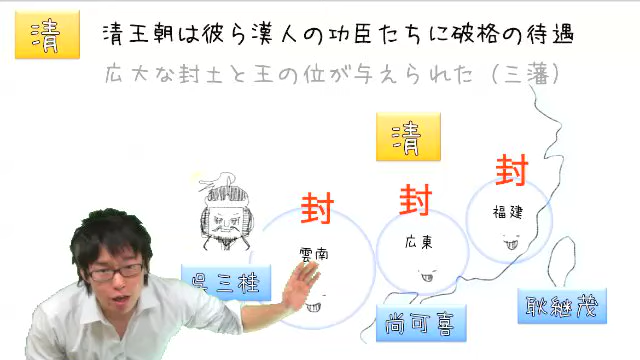 清
清王朝は彼ら漢人の功臣たちに破格の待遇
広大な封土と王の位が与えられた（三藩）
清
封
封
封
雲南
広東
福建
呉三桂
尚可喜
耿継茂